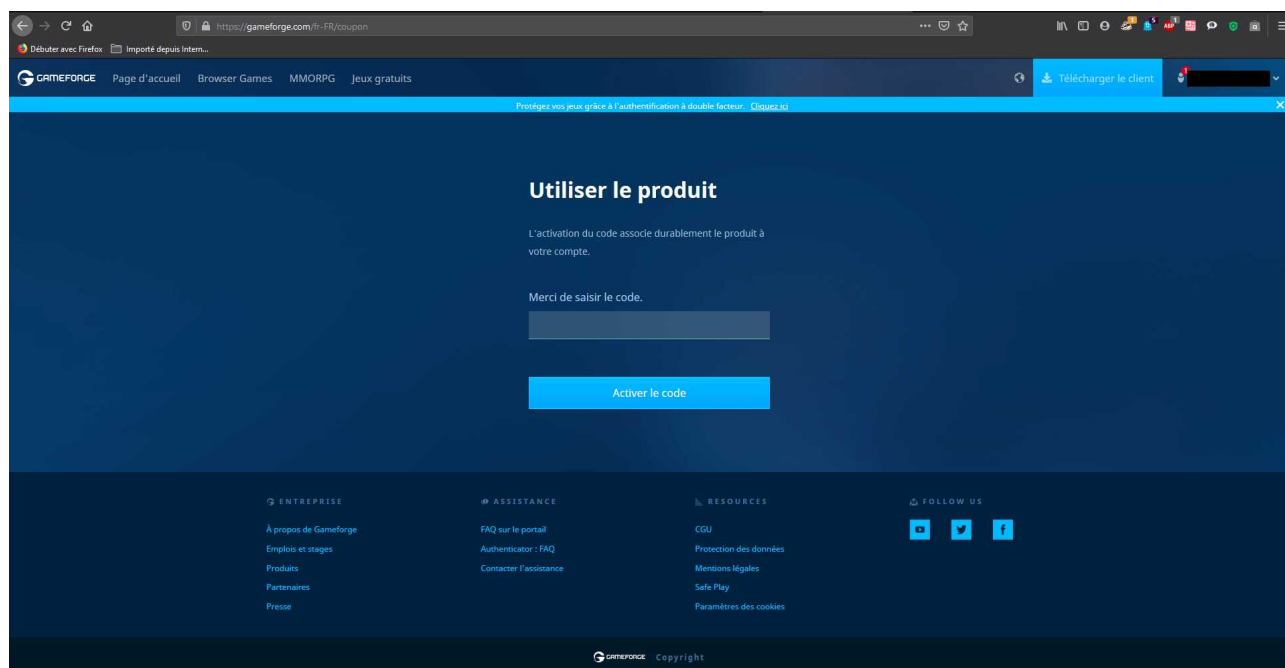 https://gameforge.com/fr-FR/coupon
Débuter avec Firefox Importé depuis Intern...
GAMEFORGE Page d'accueil Browser Games MMORPG Jeux gratuits Télécharger le client 1
Protégez vos jeux grâce à l'authentification à double facteur. Cliquez ici
Utiliser le produit
L'activation du code associe durablement le produit à
votre compte.
Merci de saisir le code.
Activer le code
ENTREPRISE
À propos de Gameforge
Emplois et stages
Produits
Partenaires
Presse
ASSISTANCE
FAQ sur le portail
Authenticator : FAQ
Contacter l'assistance
RESOURCES
CGU
Protection des données
Mentions légales
Safe Play
Paramètres des cookies
FOLLOW US
GAMEFORGE Copyright